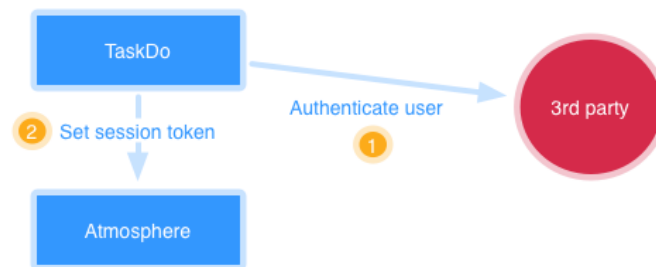 TaskDo
Authenticate user
1
3rd party
2 Set session token
Atmosphere